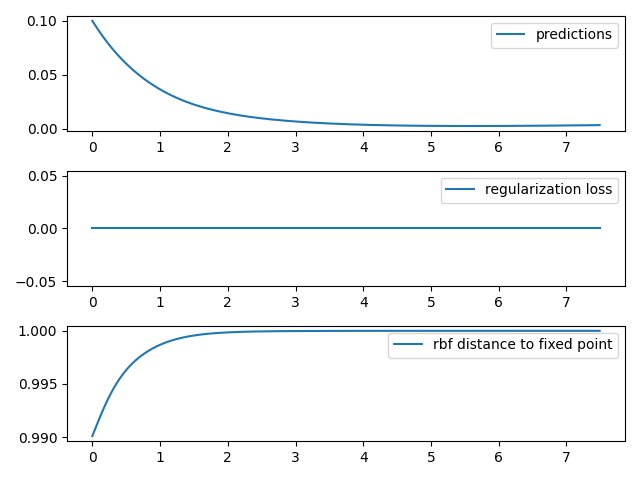 0.10
0.05
0.00
predictions
0 1 2 3 4 5 6 7
0.05
0.00
−0.05
regularization loss
0 1 2 3 4 5 6 7
1.000
0.995
0.990
rbf distance to fixed point
0 1 2 3 4 5 6 7